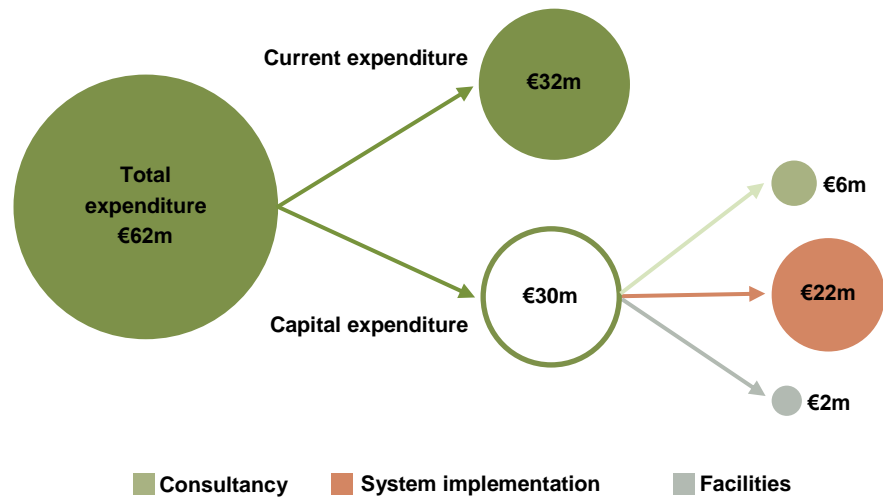 Current expenditure
€32m
Total
expenditure
€62m
€6m
€22m
€30m
Capital expenditure
€2m
Consultancy
System implementation
Facilities